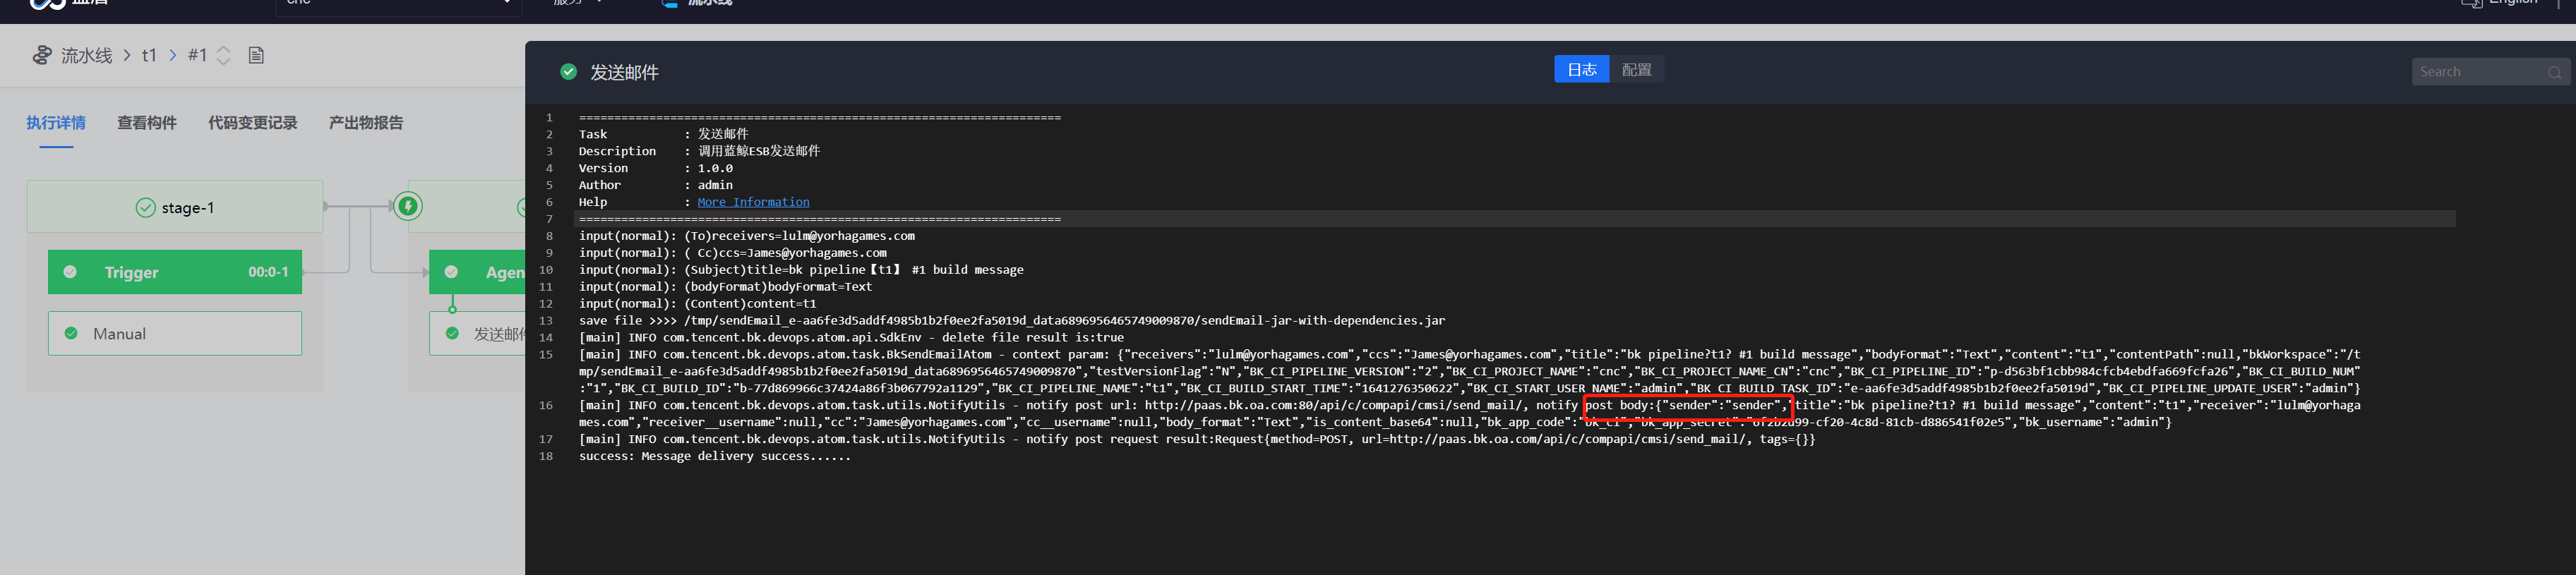 蓝盾
cnc
服务
流水线
English
流水线 > t1 > #1
发送邮件
日志
配置
Search
执行详情
查看构件
代码变更记录
产出物报告
stage-1
Trigger
00:0-1
Manual
Agen
发送邮件
1 =====================================================================
2 Task : 发送邮件
3 Description : 调用蓝鲸ESB发送邮件
4 Version : 1.0.0
5 Author : admin
6 Help : More Information
7 =====================================================================
8 input(normal): (To)receivers=lulm@yorhagames.com
9 input(normal): ( Cc)ccs=James@yorhagames.com
10 input(normal): (Subject)title=bk pipeline【t1】 #1 build message
11 input(normal): (bodyFormat)bodyFormat=Text
12 input(normal): (Content)content=t1
13 save file >>>> /tmp/sendEmail_e-aa6fe3d5addf4985b1b2f0ee2fa5019d_data6896956465749009870/sendEmail-jar-with-dependencies.jar
14 [main] INFO com.tencent.bk.devops.atom.api.SdkEnv - delete file result is:true
15 [main] INFO com.tencent.bk.devops.atom.task.BkSendEmailAtom - context param: {"receivers":"lulm@yorhagames.com","ccs":"James@yorhagames.com","title":"bk pipeline?t1? #1 build message","bodyFormat":"Text","content":"t1","contentPath":null,"bkWorkspace":"/t
mp/sendEmail_e-aa6fe3d5addf4985b1b2f0ee2fa5019d_data6896956465749009870","testVersionFlag":"N","BK_CI_PIPELINE_VERSION":"2","BK_CI_PROJECT_NAME":"cnc","BK_CI_PROJECT_NAME_CN":"cnc","BK_CI_PIPELINE_ID":"p-d563bf1cbb984cfcb4ebdfa669fcfa26","BK_CI_BUILD_NUM"
:"1","BK_CI_BUILD_ID":"b-77d869966c37424a86f3b067792a1129","BK_CI_PIPELINE_NAME":"t1","BK_CI_BUILD_START_TIME":"1641276350622","BK_CI_START_USER_NAME":"admin","BK_CI_BUILD_TASK_ID":"e-aa6fe3d5addf4985b1b2f0ee2fa5019d","BK_CI_PIPELINE_UPDATE_USER":"admin"}
16 [main] INFO com.tencent.bk.devops.atom.task.utils.NotifyUtils - notify post url: http://paas.bk.oa.com:80/api/c/compapi/cmsi/send_mail/, notify post body:{"sender":"sender","title":"bk pipeline?t1? #1 build message","content":"t1","receiver":"lulm@yorhaga
mes.com","receiver__username":null,"cc":"James@yorhagames.com","cc__username":null,"body_format":"Text","is_content_base64":null,"bk_app_code":"bk_ci","bk_app_secret":"6f2b2d99-cf20-4c8d-81cb-d886541f02e5","bk_username":"admin"}
17 [main] INFO com.tencent.bk.devops.atom.task.utils.NotifyUtils - notify post request result:Request{method=POST, url=http://paas.bk.oa.com/api/c/compapi/cmsi/send_mail/, tags={}}
18 success: Message delivery success......